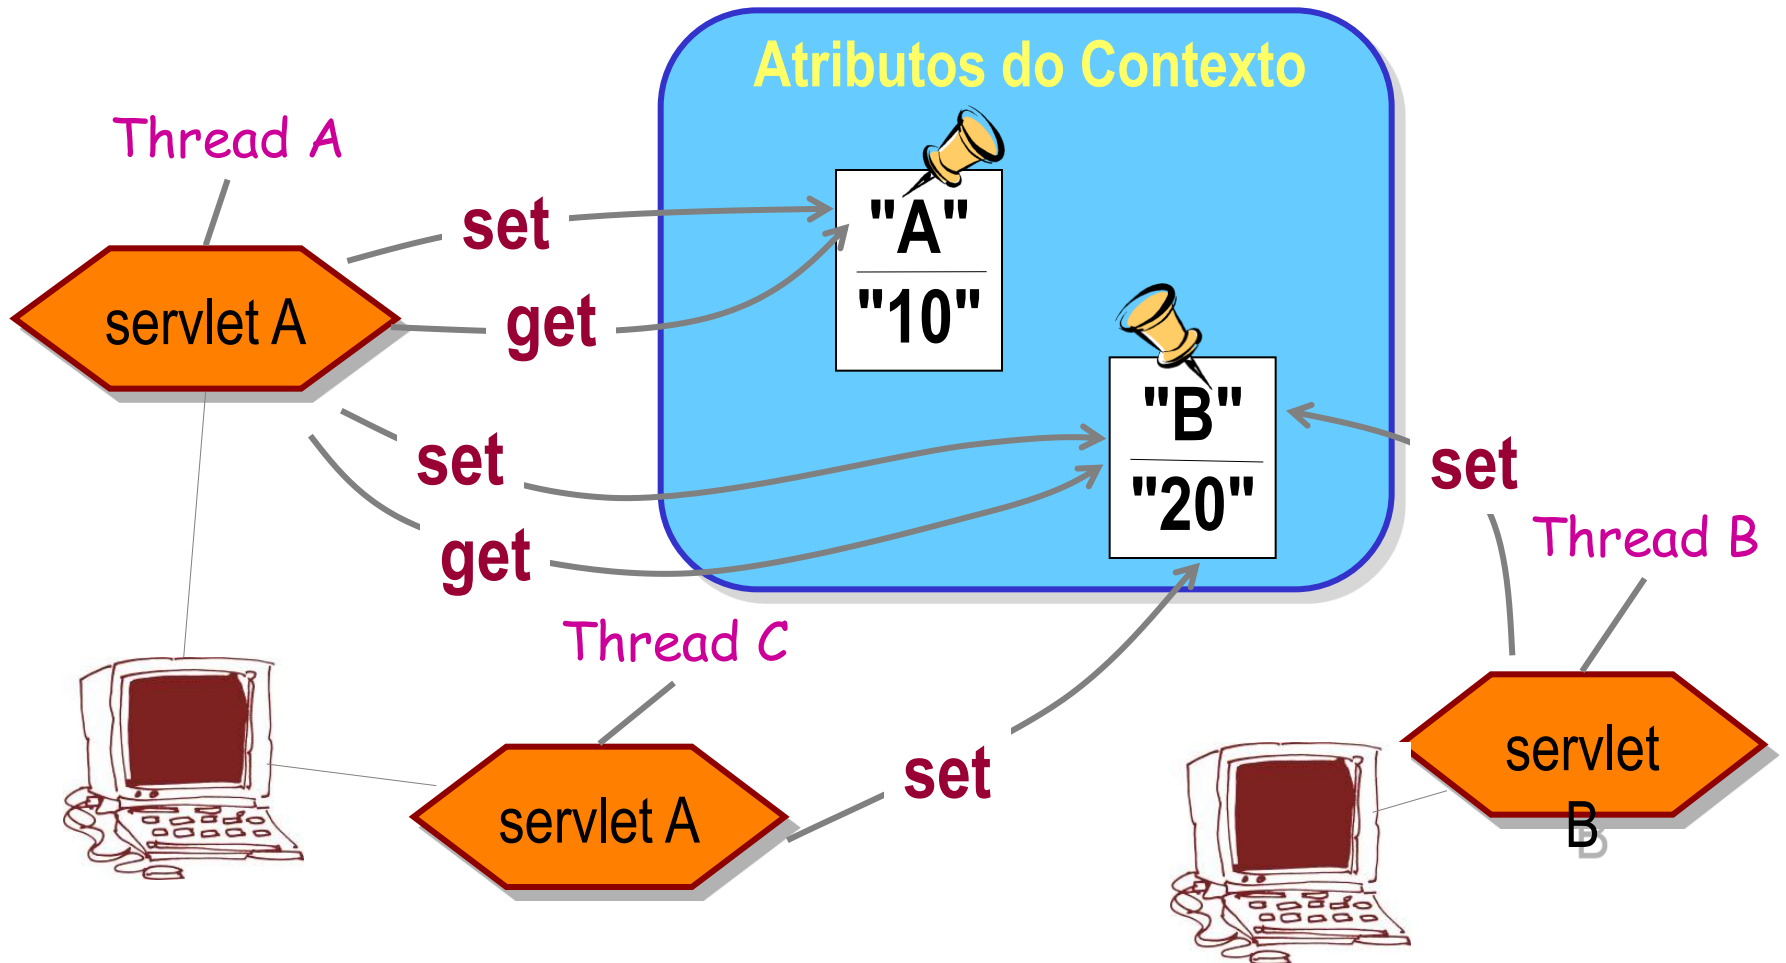 Atributos do Contexto
Thread A
set
"A"
"10"
get
servlet A
set
get
"B"
"20"
set
Thread B
Thread C
set
servlet A
servlet
B